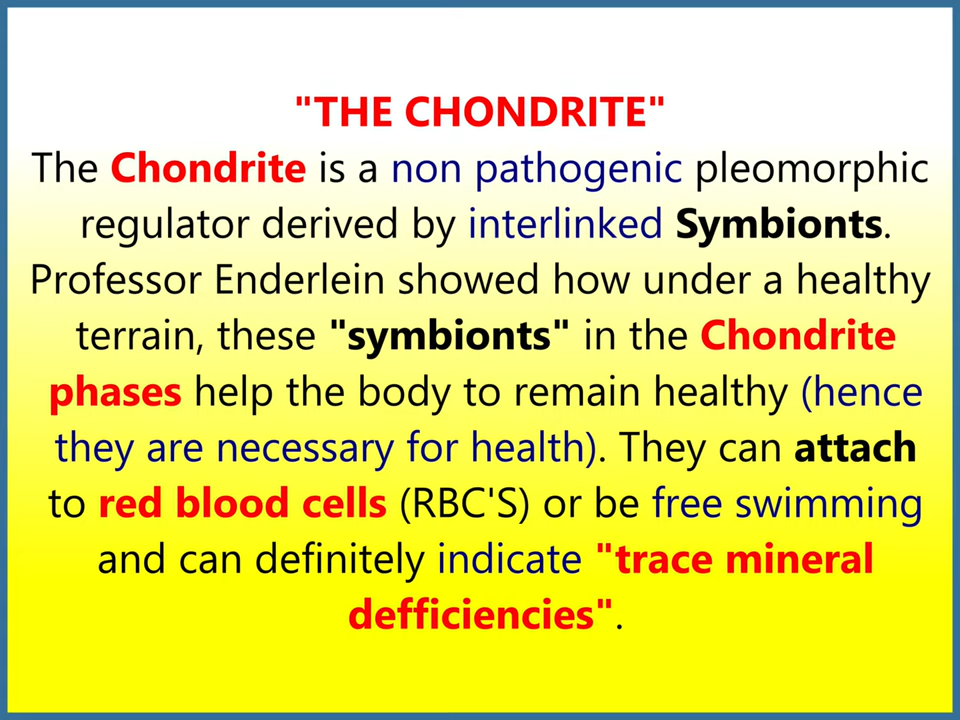 "THE CHONDRITE"
The Chondrite is a non pathogenic pleomorphic
regulator derived by interlinked Symbionts.
Professor Enderlein showed how under a healthy
terrain, these "symbionts" in the Chondrite
phases help the body to remain healthy (hence
they are necessary for health). They can attach
to red blood cells (RBC'S) or be free swimming
and can definitely indicate "trace mineral
defficiencies".